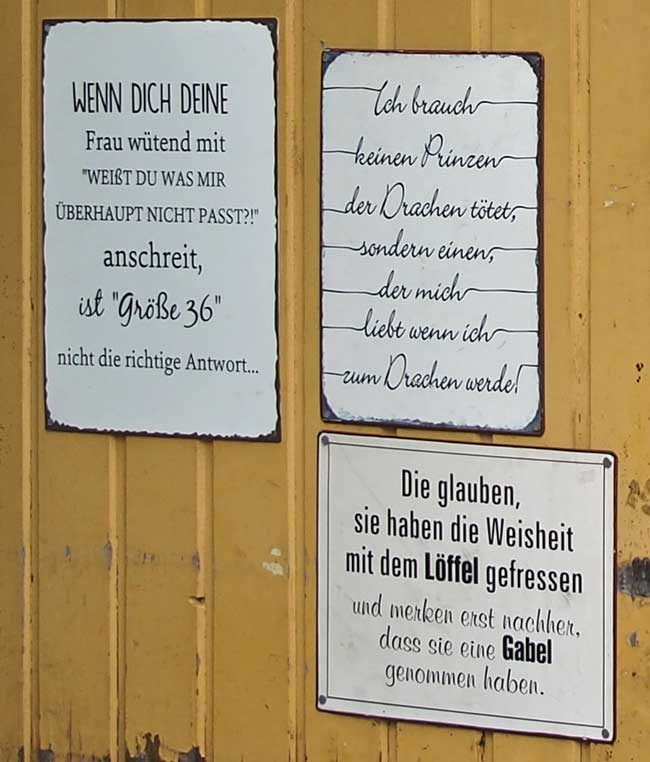 WENN DICH DEINE
Frau wütend mit
"WEIßT DU WAS MIR
ÜBERHAUPT NICHT PASST?!"
anschreit,
ist "Größe 36"
nicht die richtige Antwort...
Ich brauch
keinen Prinzen
der Drachen tötet,
sondern einen,
der mich
liebt wenn ich
zum Drachen werde!
Die glauben,
sie haben die Weisheit
mit dem Löffel gefressen
und merken erst nachher,
dass sie eine Gabel
genommen haben.